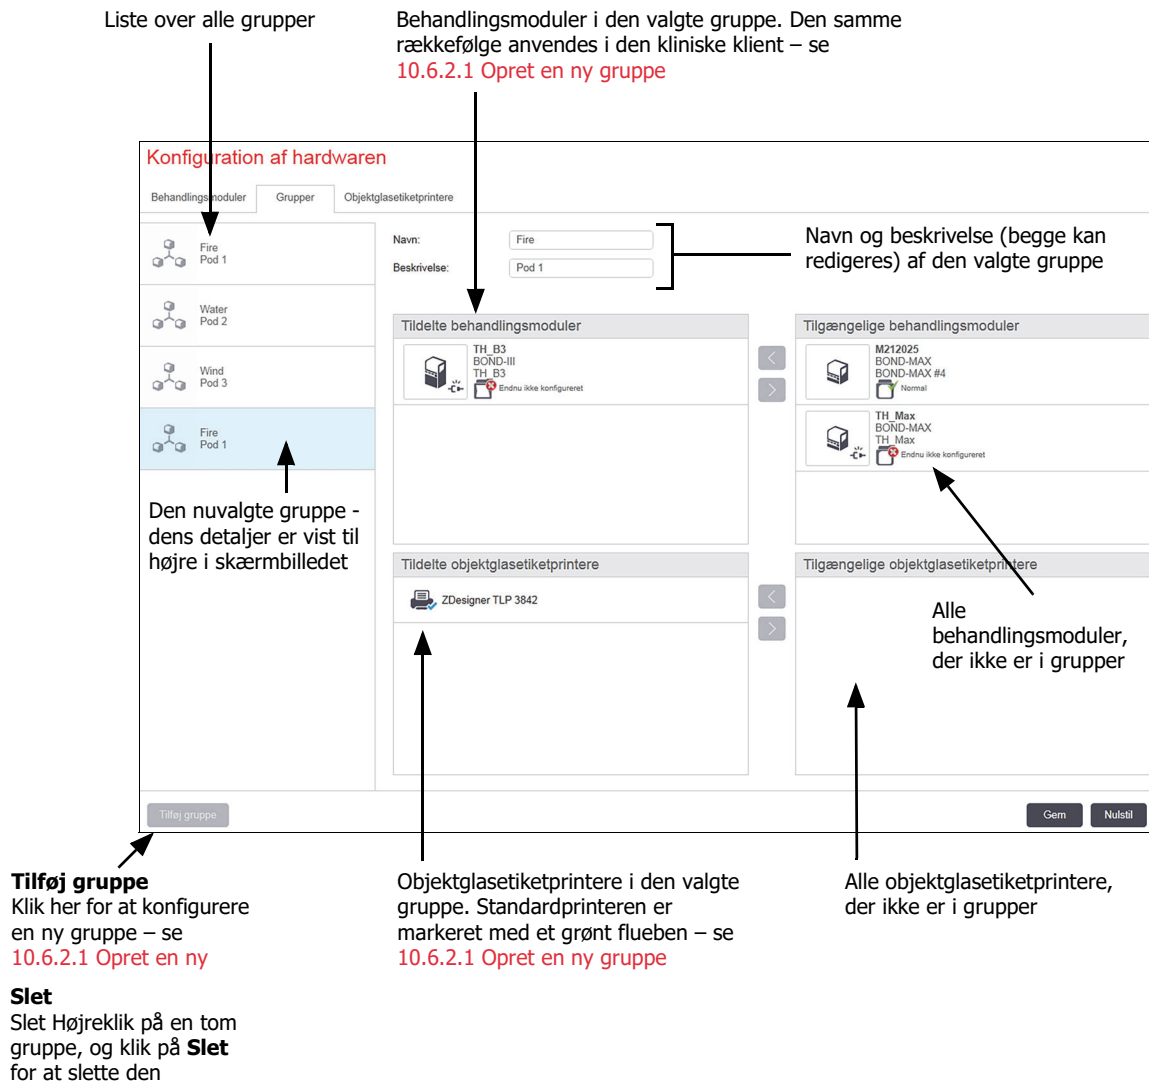 Liste over alle grupper
Behandlingsmoduler i den valgte gruppe. Den samme
rækkefølge anvendes i den kliniske klient – se
10.6.2.1 Opret en ny gruppe
Konfiguration af hardwaren
Behandlingsmoduler
Grupper
Objektglasetiketprintere
Fire
Pod 1
Water
Pod 2
Wind
Pod 3
Fire
Pod 1
Den nuvalgte gruppe -
dens detaljer er vist til
højre i skærmbilledet
Navn:
Fire
Beskrivelse:
Pod 1
Navn og beskrivelse (begge kan
redigeres) af den valgte gruppe
Tildelte behandlingsmoduler
TH_B3
BOND-III
TH_B3
Endnu ikke konfigureret
Tilgængelige behandlingsmoduler
M212025
BOND-MAX
BOND-MAX #4
Normal
TH_Max
BOND-MAX
TH_Max
Endnu ikke konfigureret
Tildelte objektglasetiketprintere
ZDesigner TLP 3842
Tilgængelige objektglasetiketprintere
Alle
behandlingsmoduler,
der ikke er i grupper
Tilføj gruppe
Gem
Nulstil
Tilføj gruppe
Klik her for at konfigurere
en ny gruppe – se
10.6.2.1 Opret en ny
Slet
Slet Højreklik på en tom
gruppe, og klik på Slet
for at slette den
Objektglasetiketprintere i den valgte
gruppe. Standardprinteren er
markeret med et grønt flueben – se
10.6.2.1 Opret en ny gruppe
Alle objektglasetiketprintere,
der ikke er i grupper